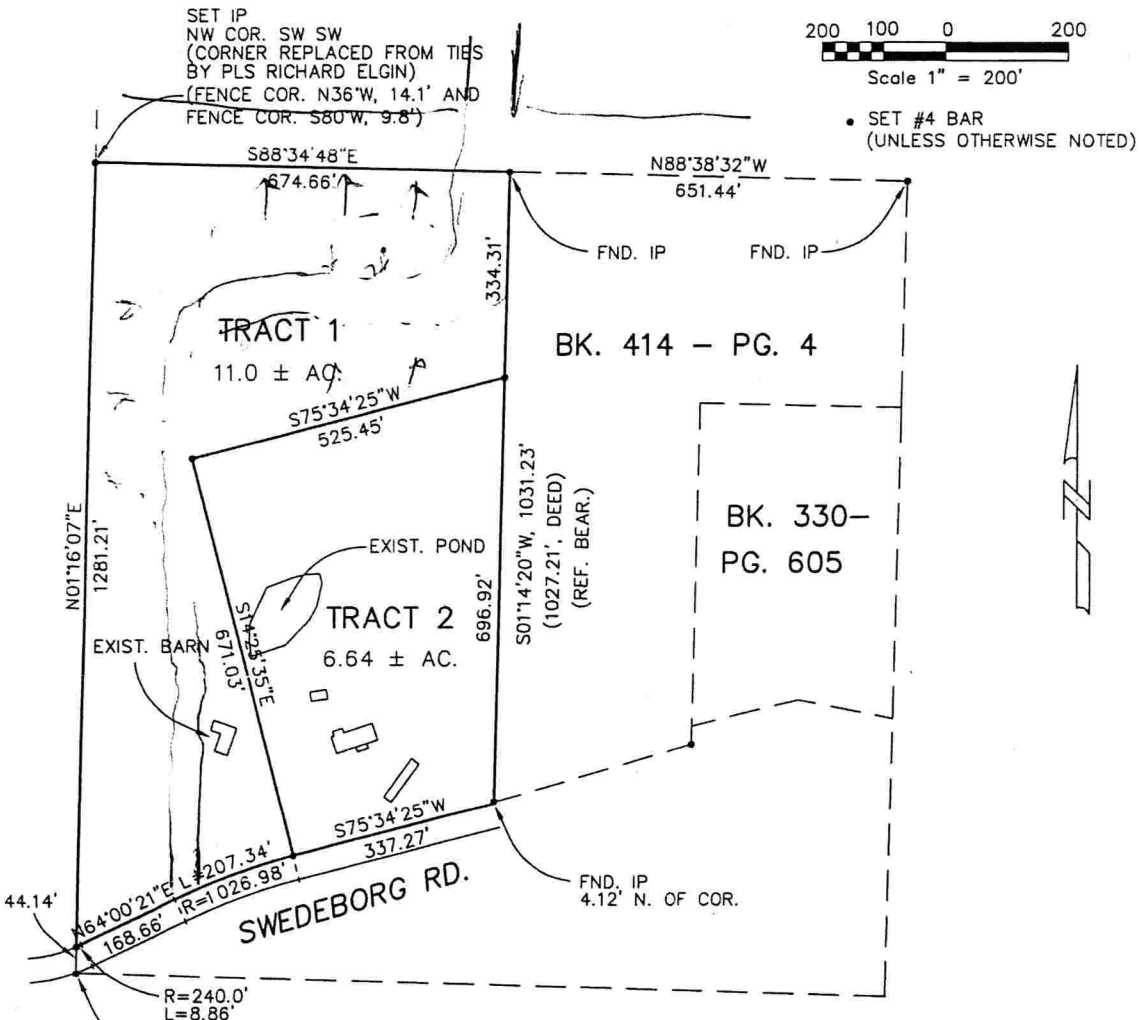 SET IP
NW COR. SW SW
(CORNER REPLACED FROM TIES
BY PLS RICHARD ELGIN)
(FENCE COR. N36°W, 14.1' AND
FENCE COR. S80°W, 9.8')
200 100 0 200
Scale 1" = 200'
• SET #4 BAR
(UNLESS OTHERWISE NOTED)
S88°34'48"E
674.66'
N88°38'32"W
651.44'
FND. IP
FND. IP
334.31'
TRACT 1
11.0 ± AC.
BK. 414 – PG. 4
S75°34'25"W
525.45'
N01°16'07"E
1281.21'
S01°14'20"W, 1031.23'
(1027.21', DEED)
(REF. BEAR.)
696.92'
BK. 330–
PG. 605
N
EXIST. POND
TRACT 2
6.64 ± AC.
S14°25'35"E
671.03'
EXIST. BARN
S75°34'25"W
337.27'
FND. IP
4.12' N. OF COR.
N64°00'21"E
168.66'
L=207.34'
R=1026.98'
SWEDEBORG RD.
44.14'
R=240.0'
L=8.86'